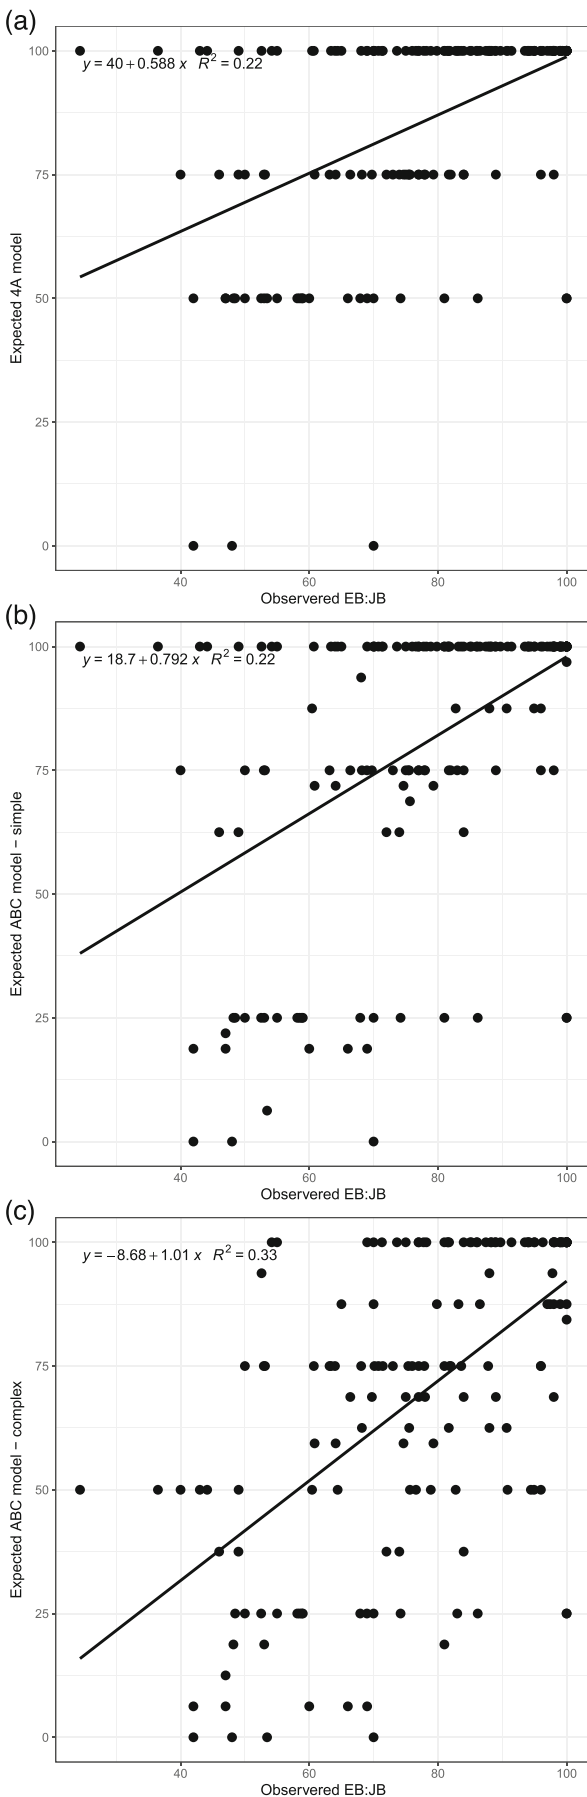 (a)
100
y = 40 + 0.588 x R² = 0.22
75
50
25
0
Expected 4A model
40 60 80 100
Observered EB:JB
(b)
100
y = 18.7 + 0.792 x R² = 0.22
75
50
25
0
Expected ABC model − simple
40 60 80 100
Observered EB:JB
(c)
100
y = −8.68 + 1.01 x R² = 0.33
75
50
25
0
Expected ABC model − complex
40 60 80 100
Observered EB:JB